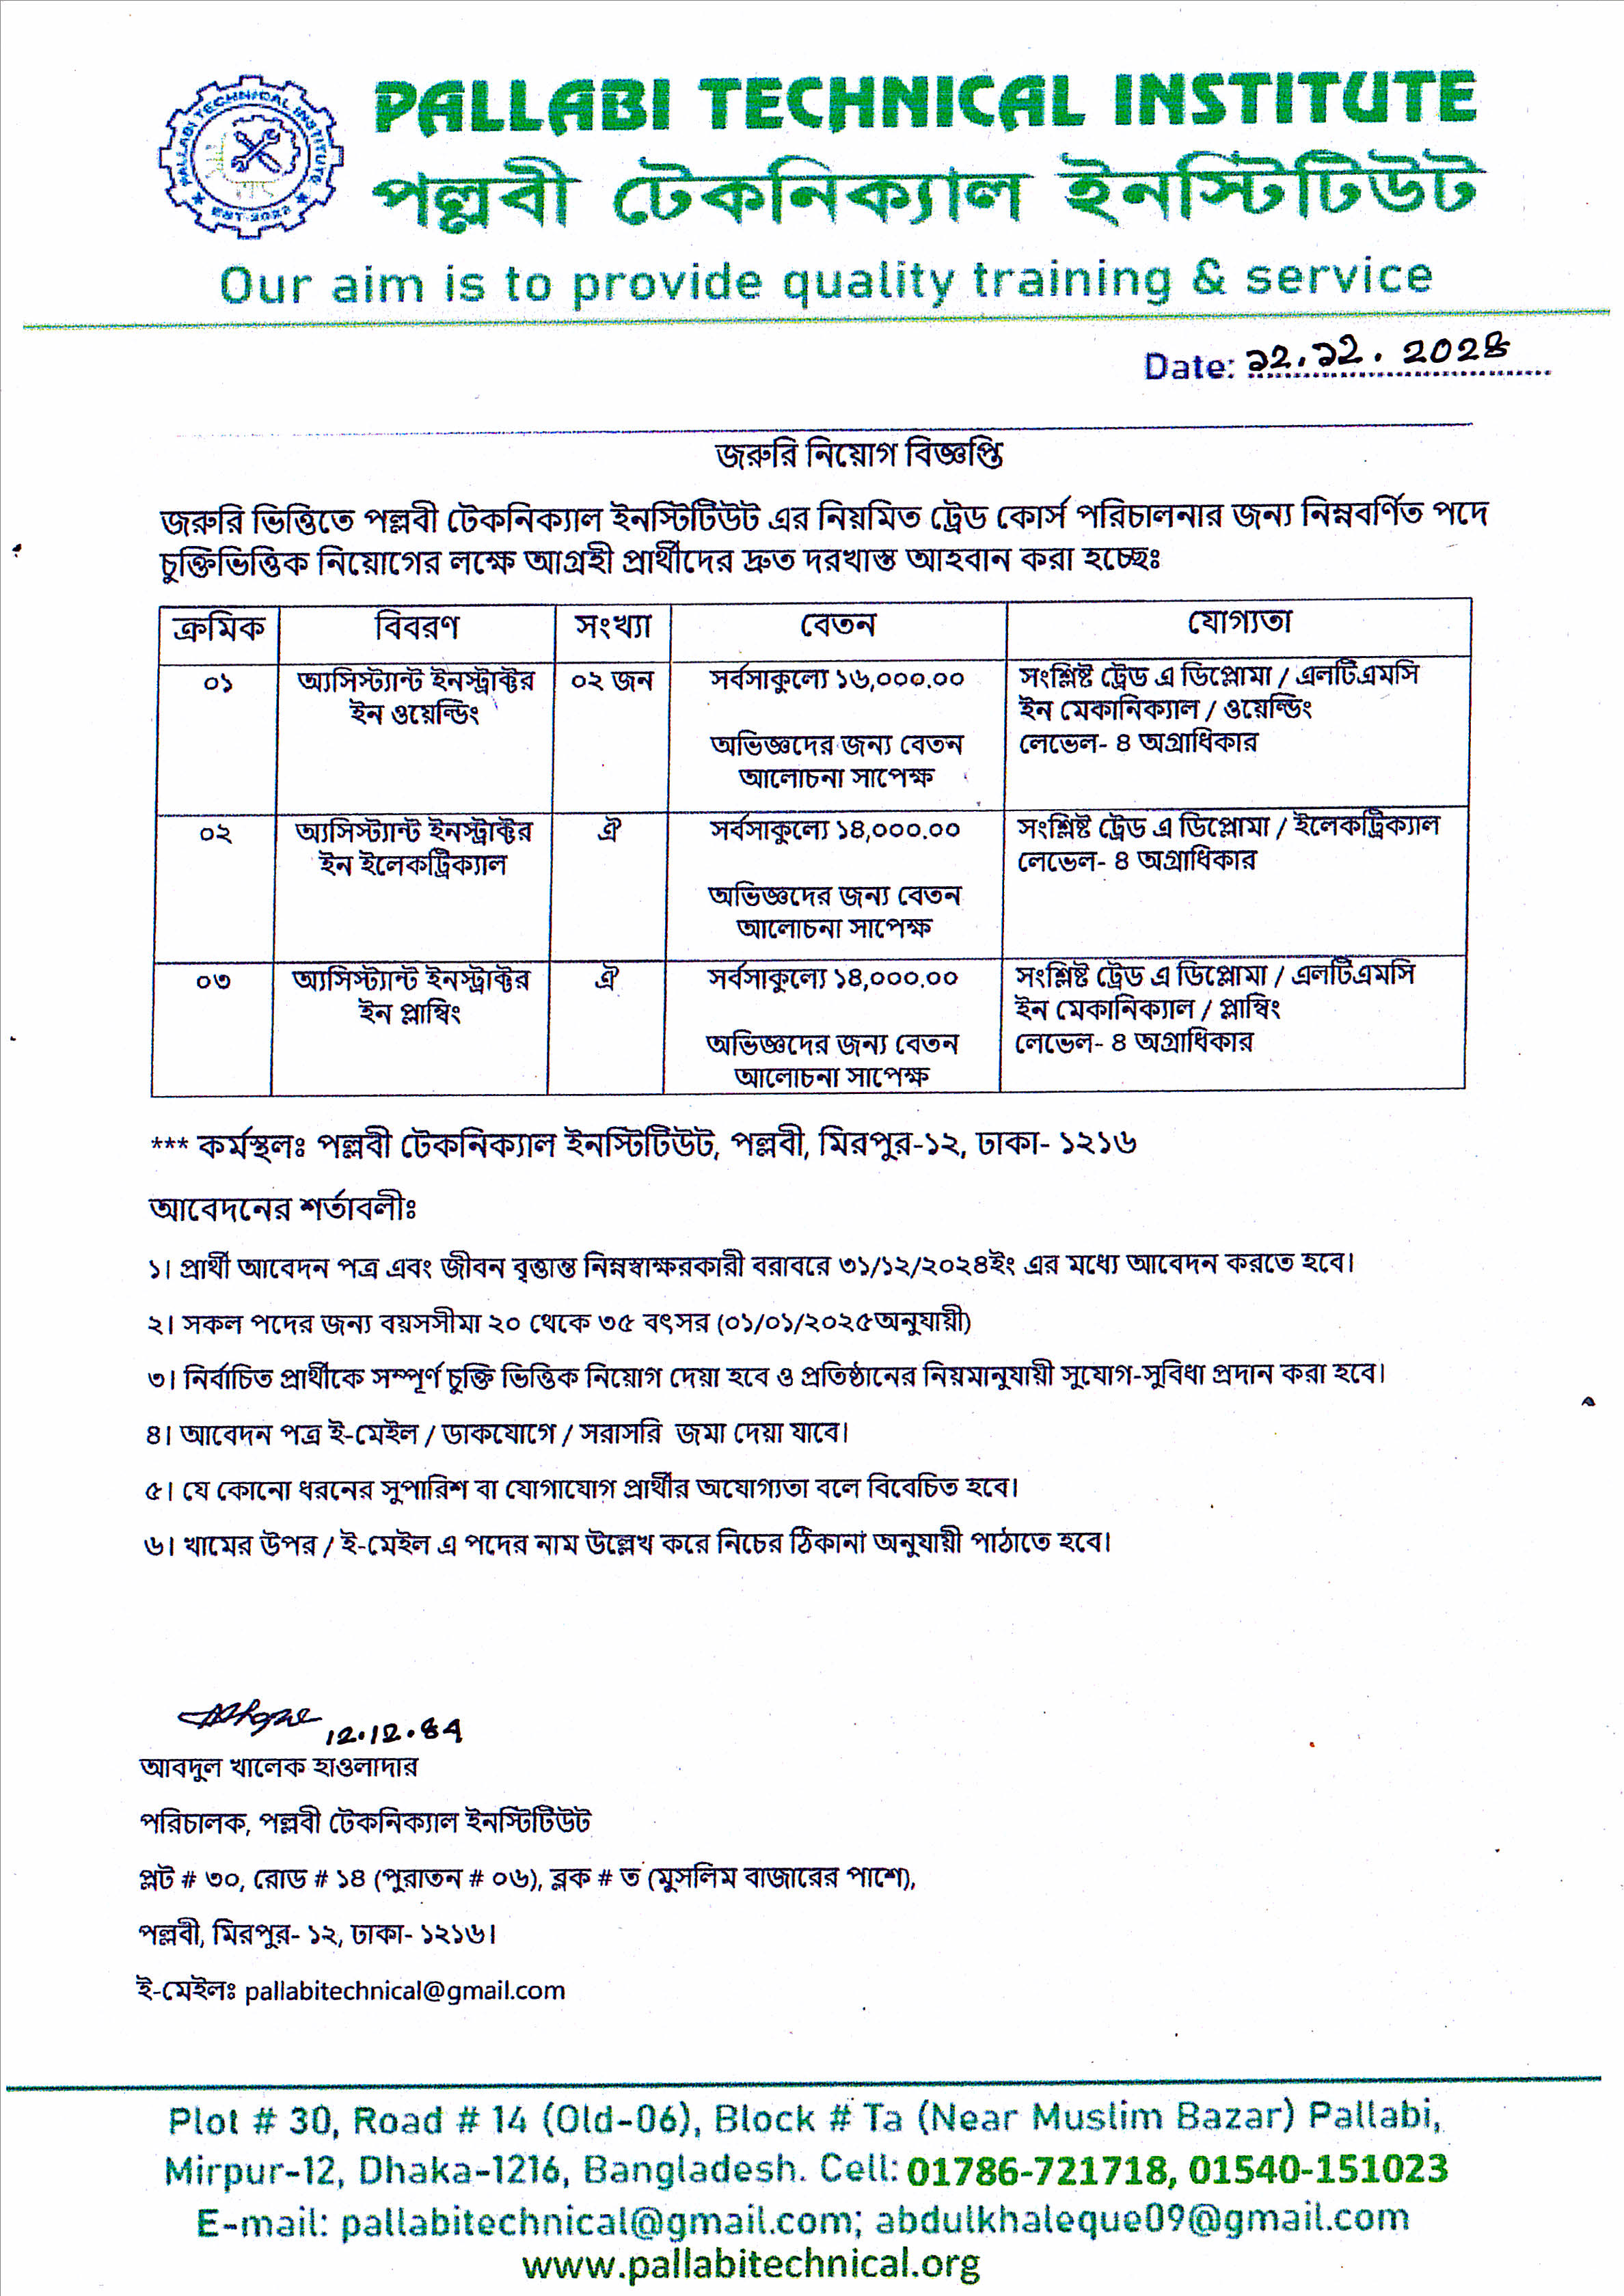 PALLABI TECHNICAL INSTITUTE
পল্লবী টেকনিক্যাল ইনস্টিটিউট
PALLABI TECHNICAL INSTITUTE
Our aim is to provide quality training & service
Date: ১২.১২.২০২৪
জরুরি নিয়োগ বিজ্ঞপ্তি
জরুরি ভিত্তিতে পল্লবী টেকনিক্যাল ইনস্টিটিউট এর নিয়মিত ট্রেড কোর্স পরিচালনার জন্য নিম্নবর্ণিত পদে
চুক্তিভিত্তিক নিয়োগের লক্ষে আগ্রহী প্রার্থীদের দ্রুত দরখাস্ত আহবান করা হচ্ছেঃ
ক্রমিক বিবরণ সংখ্যা বেতন যোগ্যতা
০১ অ্যসিস্ট্যান্ট ইনস্ট্রাক্টর ০২ জন সর্বসাকুল্যে ১৬,০০০.০০ সংশ্লিষ্ট ট্রেড এ ডিপ্লোমা / এলটিএমসি
ইন ওয়েল্ডিং ইন মেকানিক্যাল / ওয়েল্ডিং
অভিজ্ঞদের জন্য বেতন লেভেল- ৪ অগ্রাধিকার
আলোচনা সাপেক্ষ
০২ অ্যসিস্ট্যান্ট ইনস্ট্রাক্টর ঐ সর্বসাকুল্যে ১৪,০০০.০০ সংশ্লিষ্ট ট্রেড এ ডিপ্লোমা / ইলেকট্রিক্যাল
ইন ইলেকট্রিক্যাল লেভেল- ৪ অগ্রাধিকার
অভিজ্ঞদের জন্য বেতন
আলোচনা সাপেক্ষ
০৩ অ্যসিস্ট্যান্ট ইনস্ট্রাক্টর ঐ সর্বসাকুল্যে ১৪,০০০.০০ সংশ্লিষ্ট ট্রেড এ ডিপ্লোমা / এলটিএমসি
ইন প্লাম্বিং ইন মেকানিক্যাল / প্লাম্বিং
অভিজ্ঞদের জন্য বেতন লেভেল- ৪ অগ্রাধিকার
আলোচনা সাপেক্ষ
*** কর্মস্থলঃ পল্লবী টেকনিক্যাল ইনস্টিটিউট, পল্লবী, মিরপুর-১২, ঢাকা- ১২১৬
আবেদনের শর্তাবলীঃ
১। প্রার্থী আবেদন পত্র এবং জীবন বৃত্তান্ত নিম্নস্বাক্ষরকারী বরাবরে ৩১/১২/২০২৪ইং এর মধ্যে আবেদন করতে হবে।
২। সকল পদের জন্য বয়সসীমা ২০ থেকে ৩৫ বৎসর (০১/০১/২০২৫অনুযায়ী)
৩। নির্বাচিত প্রার্থীকে সম্পূর্ণ চুক্তি ভিত্তিক নিয়োগ দেয়া হবে ও প্রতিষ্ঠানের নিয়মানুযায়ী সুযোগ-সুবিধা প্রদান করা হবে।
৪। আবেদন পত্র ই-মেইল / ডাকযোগে / সরাসরি জমা দেয়া যাবে।
৫। যে কোনো ধরনের সুপারিশ বা যোগাযোগ প্রার্থীর অযোগ্যতা বলে বিবেচিত হবে।
৬। খামের উপর / ই-মেইল এ পদের নাম উল্লেখ করে নিচের ঠিকানা অনুযায়ী পাঠাতে হবে।
আবদুল খালেক হাওলাদার
পরিচালক, পল্লবী টেকনিক্যাল ইনস্টিটিউট
প্লট # ৩০, রোড # ১৪ (পুরাতন # ০৬), ব্লক # ত (মুসলিম বাজারের পাশে),
পল্লবী, মিরপুর- ১২, ঢাকা- ১২১৬।
ই-মেইলঃ pallabitechnical@gmail.com
Plot # 30, Road # 14 (Old-06), Block # Ta (Near Muslim Bazar) Pallabi,
Mirpur-12, Dhaka-1216, Bangladesh. Cell: 01786-721718, 01540-151023
E-mail: pallabitechnical@gmail.com; abdulkhaleque09@gmail.com
www.pallabitechnical.org